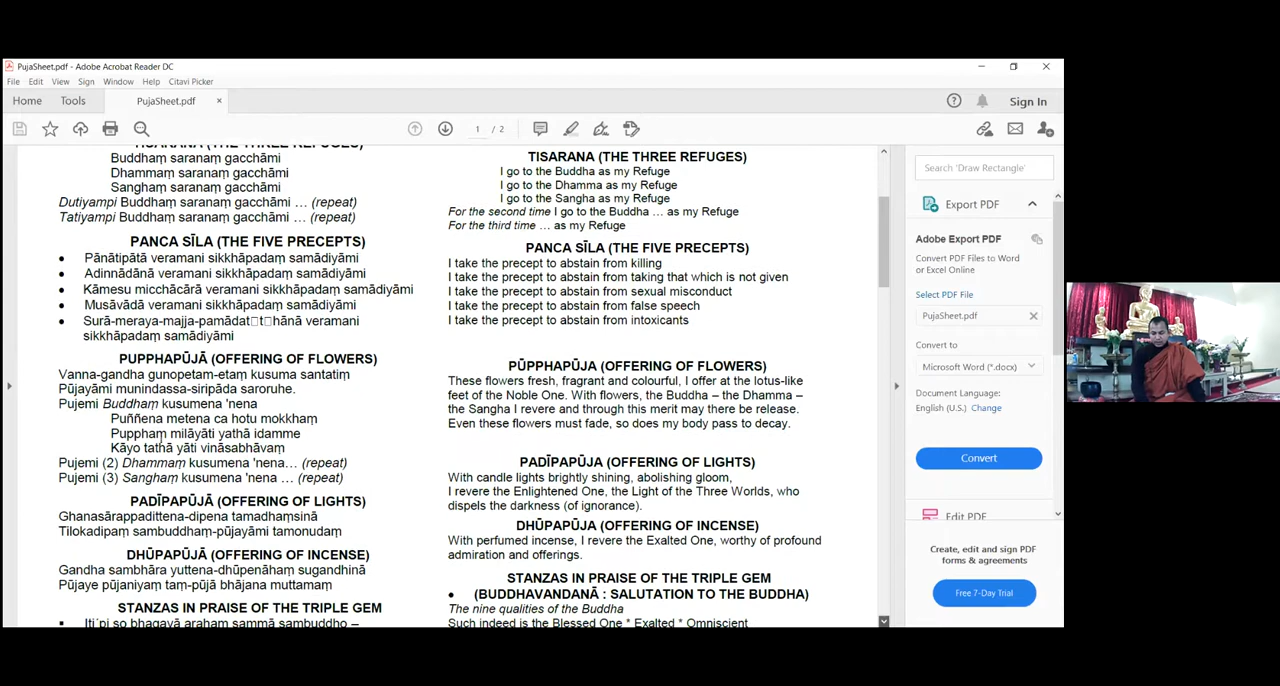 PujaSheet.pdf - Adobe Acrobat Reader DC
File Edit View Sign Window Help Citavi Picker
Home Tools PujaSheet.pdf × Sign In
1 / 2
TISARANA (THE THREE REFUGES)
Buddhaṃ saranaṃ gacchāmi
Dhammaṃ saranaṃ gacchāmi
Sanghaṃ saranaṃ gacchāmi
Dutiyampi Buddhaṃ saranaṃ gacchāmi … (repeat)
Tatiyampi Buddhaṃ saranaṃ gacchāmi … (repeat)
PANCA SĪLA (THE FIVE PRECEPTS)
• Pānātipātā veramani sikkhāpadaṃ samādiyāmi
• Adinnādānā veramani sikkhāpadaṃ samādiyāmi
• Kāmesu micchācārā veramani sikkhāpadaṃ samādiyāmi
• Musāvādā veramani sikkhāpadaṃ samādiyāmi
• Surā-meraya-majja-pamādat□t□hānā veramani
sikkhāpadaṃ samādiyāmi
PUPPHAPŪJĀ (OFFERING OF FLOWERS)
Vanna-gandha gunopetam-etaṃ kusuma santatiṃ
Pūjayāmi munindassa-siripāda saroruhe.
Pujemi Buddhaṃ kusumena 'nena
Puññena metena ca hotu mokkhaṃ
Pupphaṃ milāyāti yathā idamme
Kāyo tathā yāti vināsabhāvaṃ
Pujemi (2) Dhammaṃ kusumena 'nena… (repeat)
Pujemi (3) Sanghaṃ kusumena 'nena … (repeat)
PADĪPAPŪJĀ (OFFERING OF LIGHTS)
Ghanasārappadittena-dipena tamadhaṃsinā
Tilokadipaṃ sambuddhaṃ-pūjayāmi tamonudaṃ
DHŪPAPŪJĀ (OFFERING OF INCENSE)
Gandha sambhāra yuttena-dhūpenāhaṃ sugandhinā
Pūjaye pūjaniyaṃ taṃ-pūjā bhājana muttamaṃ
STANZAS IN PRAISE OF THE TRIPLE GEM
▪ Iti´pi so bhagavā arahaṃ sammā sambuddho –
TISARANA (THE THREE REFUGES)
I go to the Buddha as my Refuge
I go to the Dhamma as my Refuge
I go to the Sangha as my Refuge
For the second time I go to the Buddha … as my Refuge
For the third time … as my Refuge
PANCA SĪLA (THE FIVE PRECEPTS)
I take the precept to abstain from killing
I take the precept to abstain from taking that which is not given
I take the precept to abstain from sexual misconduct
I take the precept to abstain from false speech
I take the precept to abstain from intoxicants
PŪPPHAPŪJA (OFFERING OF FLOWERS)
These flowers fresh, fragrant and colourful, I offer at the lotus-like
feet of the Noble One. With flowers, the Buddha – the Dhamma –
the Sangha I revere and through this merit may there be release.
Even these flowers must fade, so does my body pass to decay.
PADĪPAPŪJA (OFFERING OF LIGHTS)
With candle lights brightly shining, abolishing gloom,
I revere the Enlightened One, the Light of the Three Worlds, who
dispels the darkness (of ignorance).
DHŪPAPŪJA (OFFERING OF INCENSE)
With perfumed incense, I revere the Exalted One, worthy of profound
admiration and offerings.
STANZAS IN PRAISE OF THE TRIPLE GEM
• (BUDDHAVANDANĀ : SALUTATION TO THE BUDDHA)
The nine qualities of the Buddha
Such indeed is the Blessed One * Exalted * Omniscient
Search 'Draw Rectangle'
Export PDF
Adobe Export PDF
Convert PDF Files to Word
or Excel Online
Select PDF File
PujaSheet.pdf
Convert to
Microsoft Word (*.docx)
Document Language:
English (U.S.) Change
Convert
Edit PDF
Create, edit and sign PDF
forms & agreements
Free 7-Day Trial